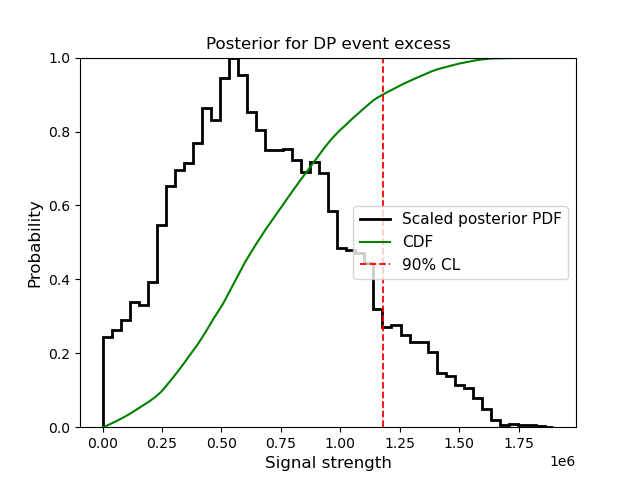 Posterior for DP event excess
1.0
0.8
0.6
0.4
0.2
0.0
Probability
Scaled posterior PDF
CDF
90% CL
0.00 0.25 0.50 0.75 1.00 1.25 1.50 1.75
1e6
Signal strength